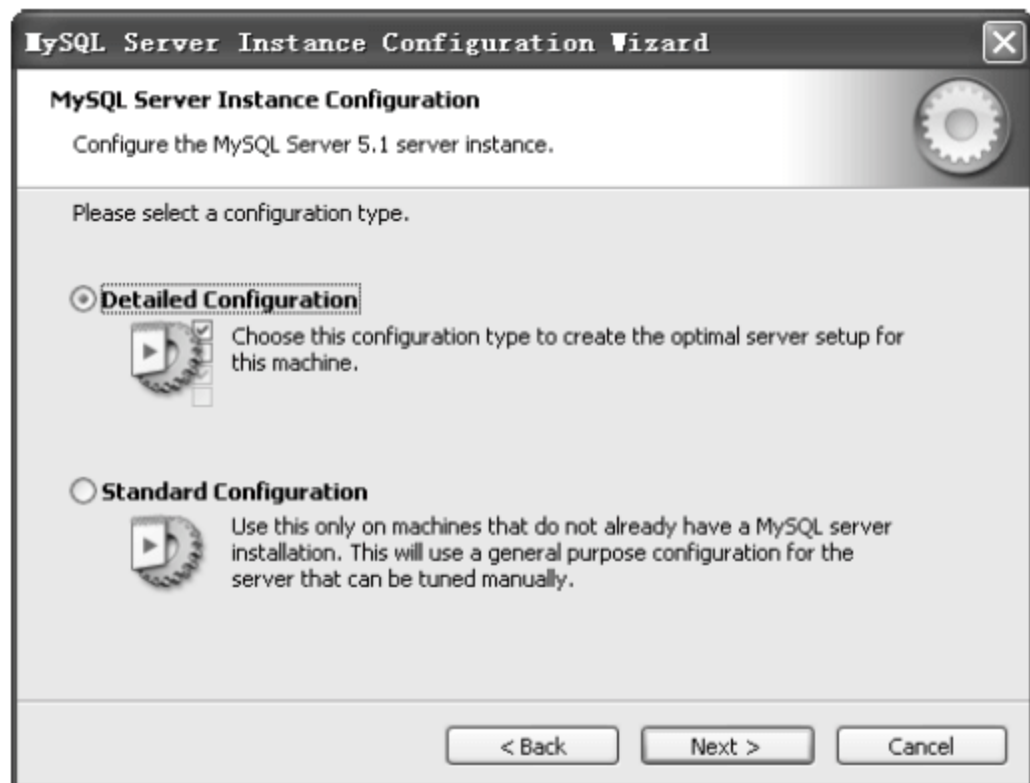 MySQL Server Instance Configuration Wizard
MySQL Server Instance Configuration
Configure the MySQL Server 5.1 server instance.
Please select a configuration type.
Detailed Configuration
Choose this configuration type to create the optimal server setup for
this machine.
Standard Configuration
Use this only on machines that do not already have a MySQL server
installation. This will use a general purpose configuration for the
server that can be tuned manually.
< Back
Next >
Cancel